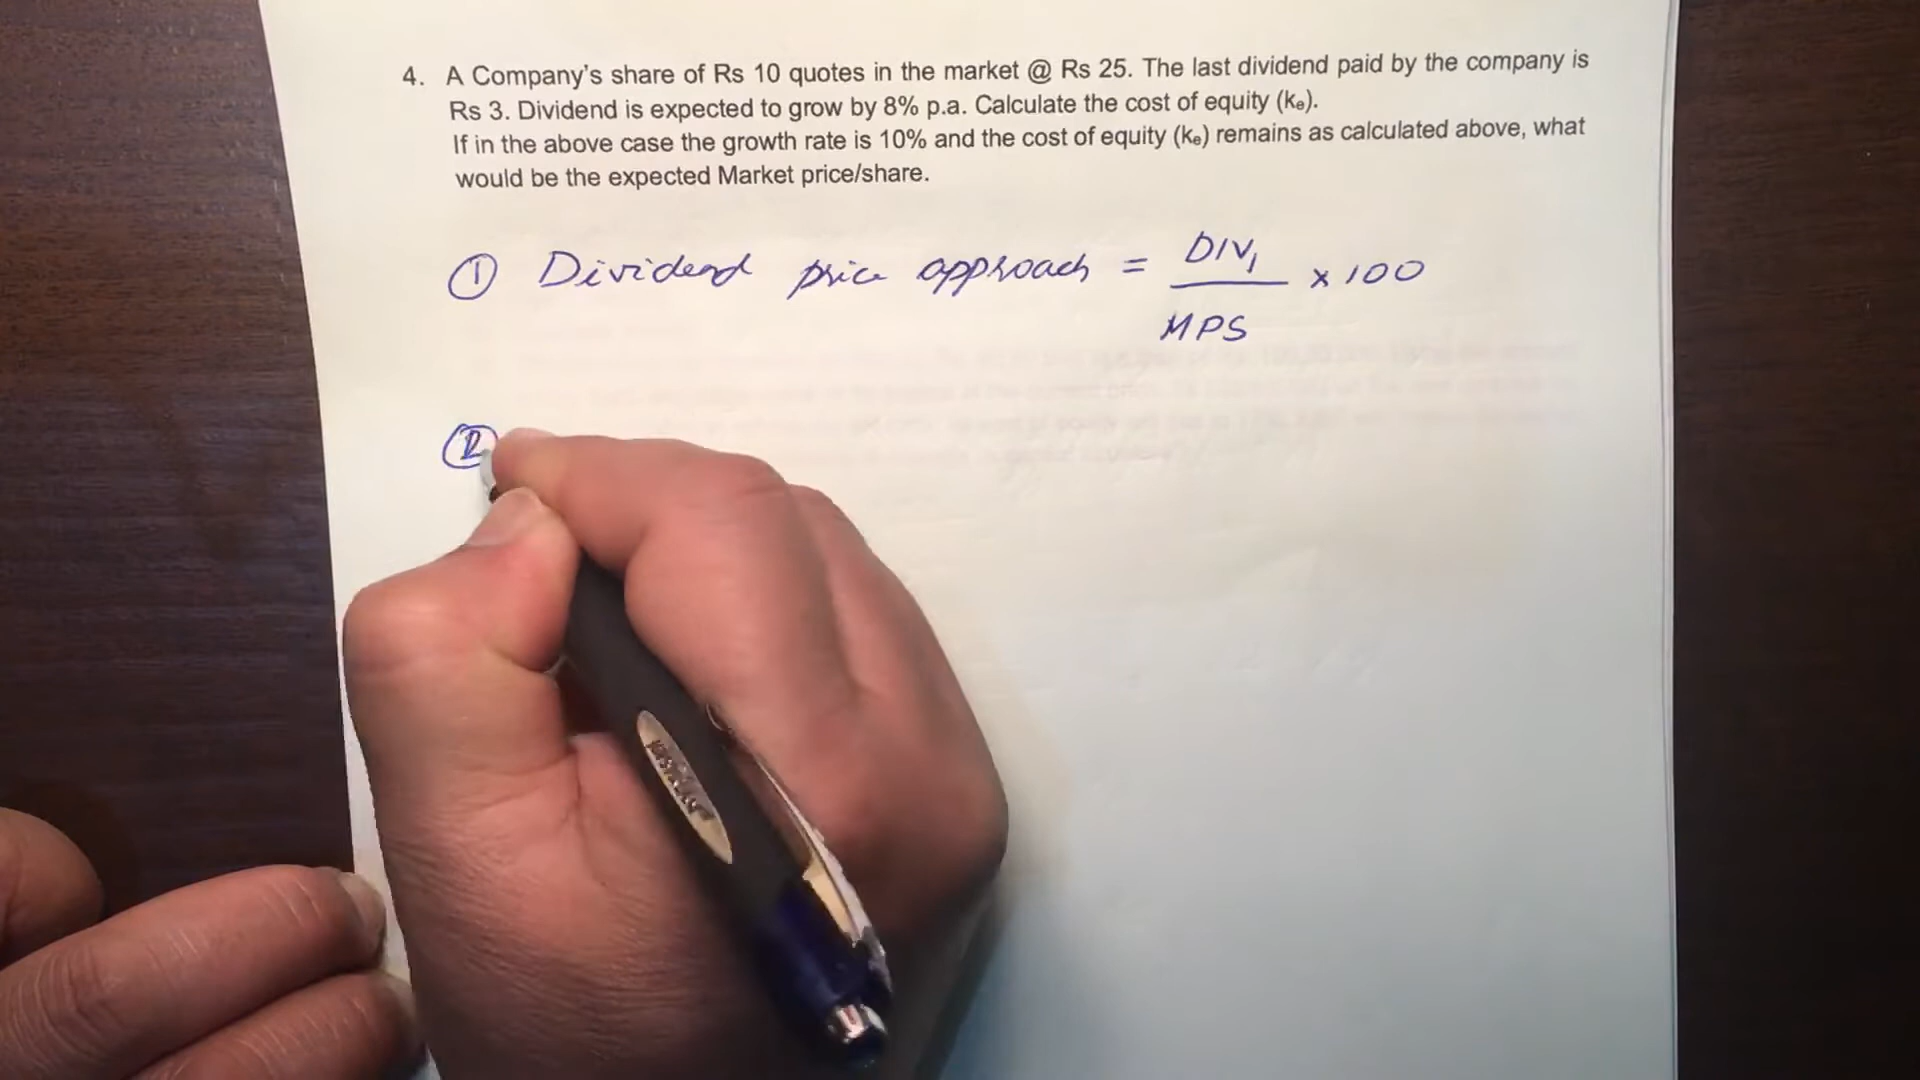 4. A Company's share of Rs 10 quotes in the market @ Rs 25. The last dividend paid by the company is
Rs 3. Dividend is expected to grow by 8% p.a. Calculate the cost of equity (ke).
If in the above case the growth rate is 10% and the cost of equity (ke) remains as calculated above, what
would be the expected Market price/share.
① Dividend price approach = DIV₁ / MPS × 100
②